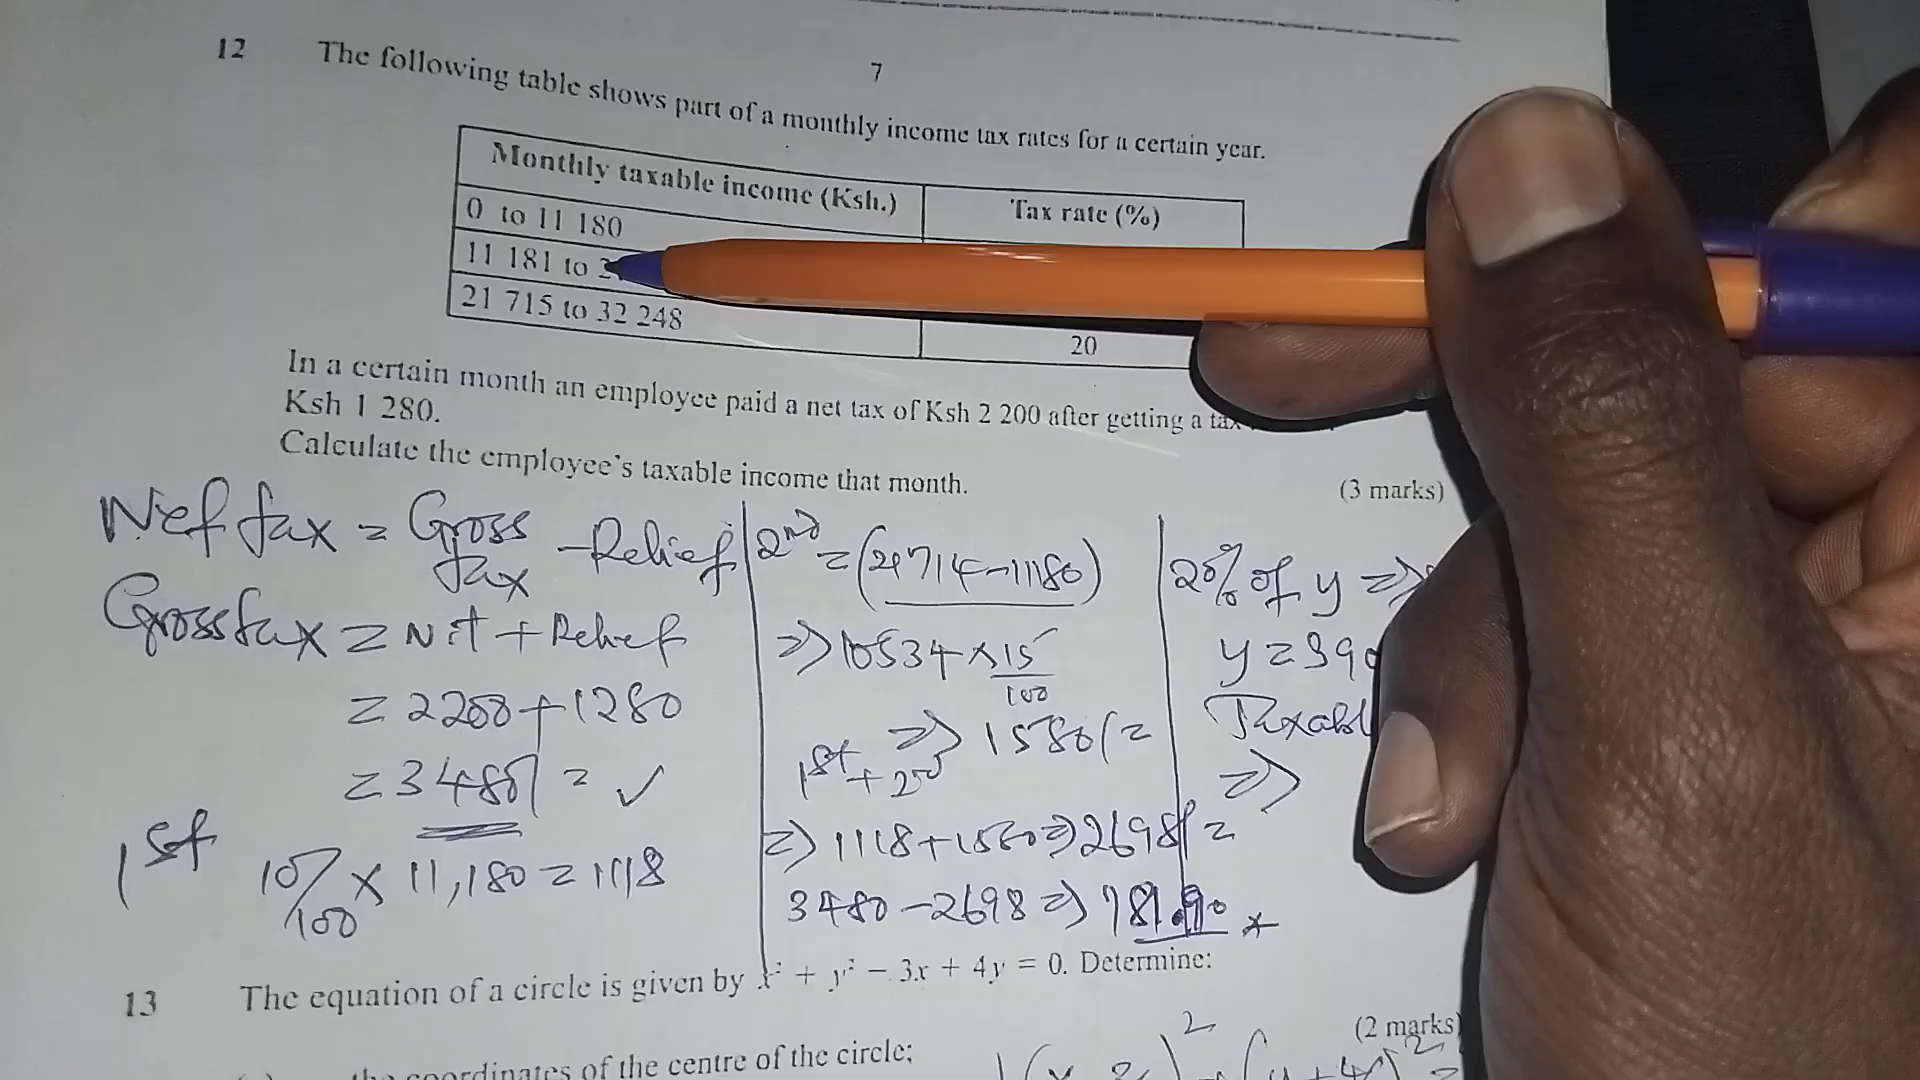 7
12 The following table shows part of a monthly income tax rates for a certain year.
Monthly taxable income (Ksh.) Tax rate (%)
0 to 11 180
11 181 to 2
21 715 to 32 248 20
In a certain month an employee paid a net tax of Ksh 2 200 after getting a tax
Ksh 1 280.
Calculate the employee's taxable income that month.
(3 marks)
Net tax = Gross tax - Relief
Gross tax = Net + Relief
= 2200 + 1280
= 3480/= ✓
1st 10/100 × 11,180 = 1118
2nd = (21714-11180)
=> 10534 × 15/100
=> 1580/=
1st + 2nd
=> 1118+1580 => 2698/=
3480 - 2698 => 781.90 *
20% of y =>
y = 390
Taxabl
=>
13 The equation of a circle is given by x² + y² − 3x + 4y = 0. Determine:
(2 marks)
the coordinates of the centre of the circle;